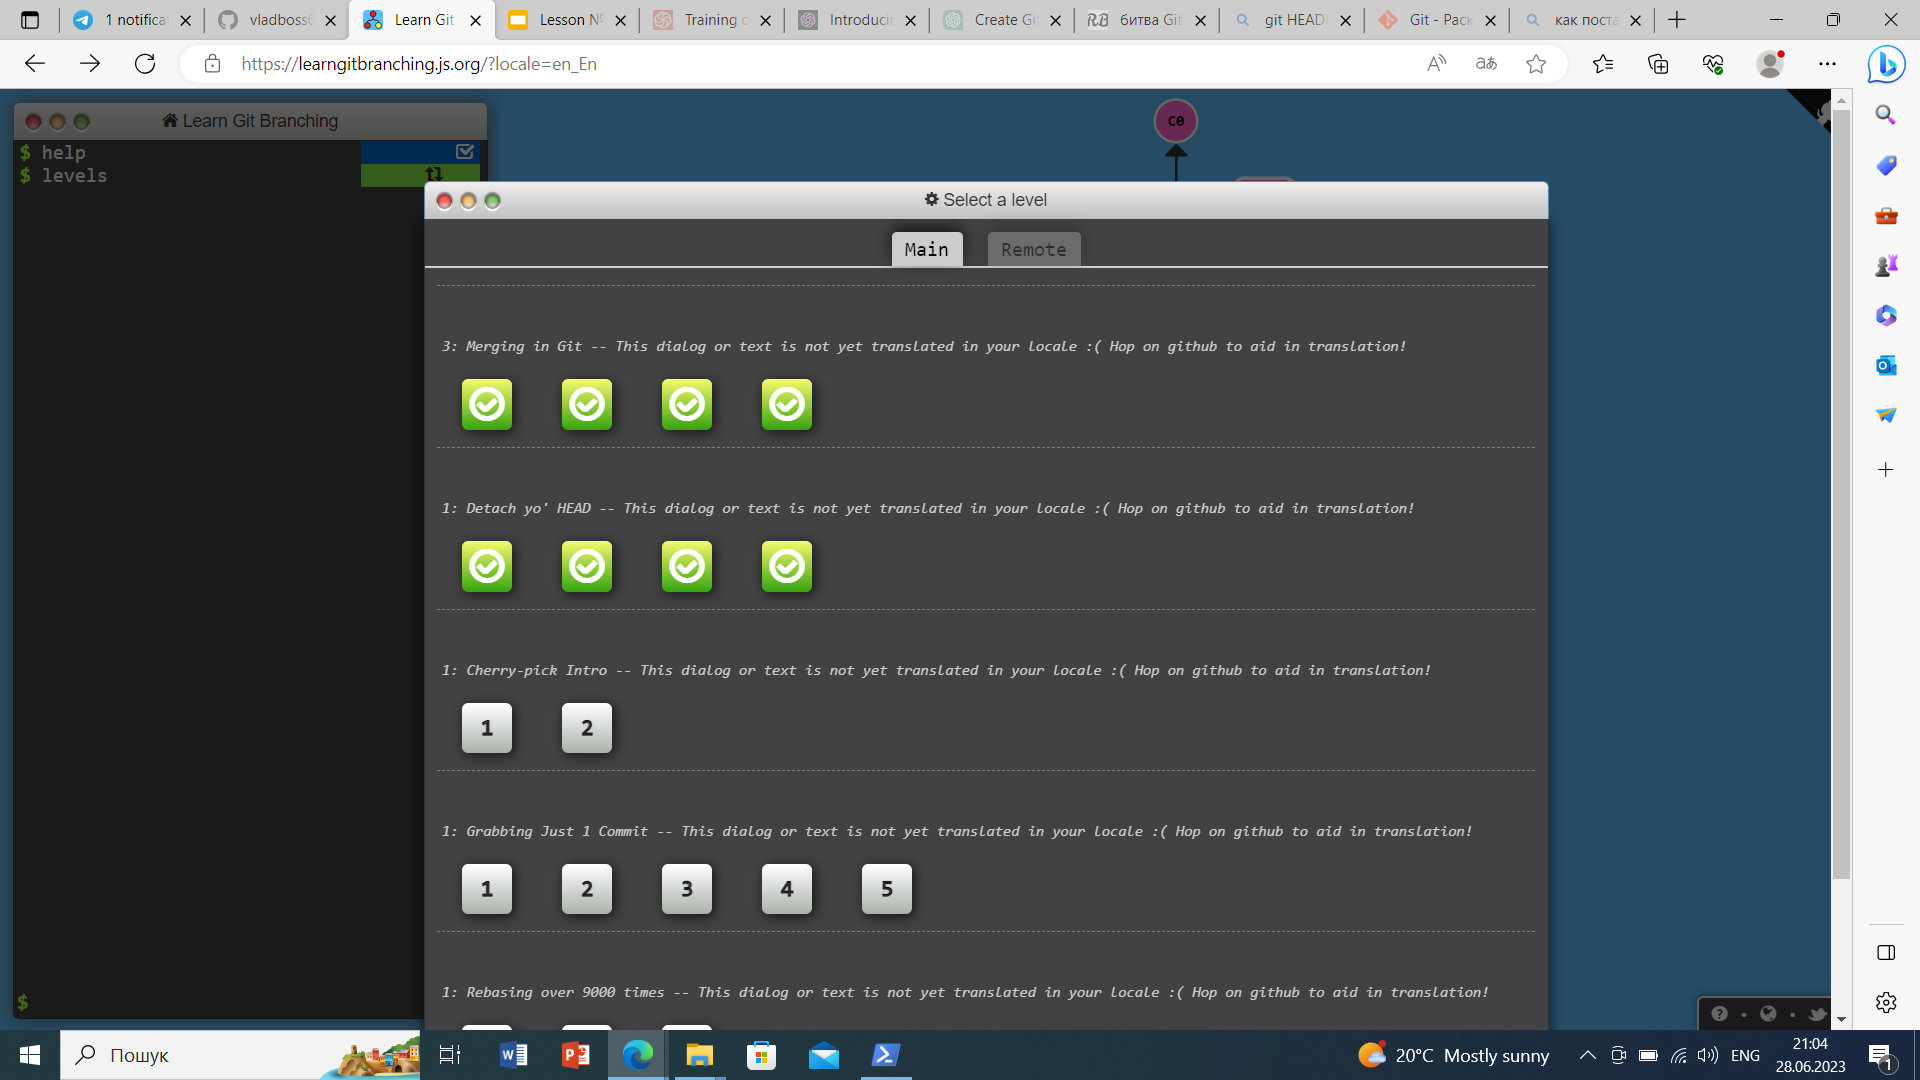 1 notifica
vladboss6
Learn Git
Lesson №
Training o
Introducin
Create Git
RB битва Git
git HEAD
Git - Pack
как поста
https://learngitbranching.js.org/?locale=en_En
Learn Git Branching
$ help
$ levels
C0
Select a level
Main Remote
3: Merging in Git -- This dialog or text is not yet translated in your locale :( Hop on github to aid in translation!
1: Detach yo' HEAD -- This dialog or text is not yet translated in your locale :( Hop on github to aid in translation!
1: Cherry-pick Intro -- This dialog or text is not yet translated in your locale :( Hop on github to aid in translation!
1 2
1: Grabbing Just 1 Commit -- This dialog or text is not yet translated in your locale :( Hop on github to aid in translation!
1 2 3 4 5
1: Rebasing over 9000 times -- This dialog or text is not yet translated in your locale :( Hop on github to aid in translation!
$
Пошук
20°C Mostly sunny
ENG
21:04
28.06.2023
1